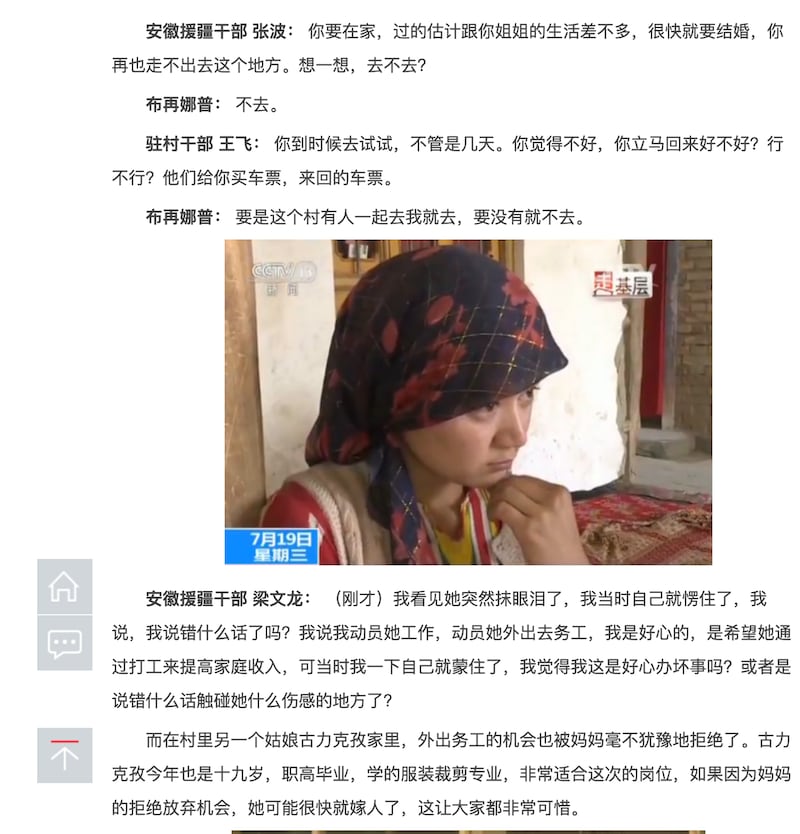 安徽援疆干部 张波： 你要在家，过的估计跟你姐姐的生活差不多，很快就要结婚，你
再也走不出去这个地方。想一想，去不去？
布再娜普： 不去。
驻村干部 王飞： 你到时候去试试，不管是几天。你觉得不好，你立马回来好不好？行
不行？他们给你买车票，来回的车票。
布再娜普： 要是这个村有人一起去我就去，要没有就不去。
CCTV 13
新闻
走基层
7月19日
星期三
安徽援疆干部 梁文龙： （刚才）我看见她突然抹眼泪了，我当时自己就愣住了，我
说，我说错什么话了吗？我说我动员她工作，动员她外出去务工，我是好心的，是希望她通
过打工来提高家庭收入，可当时我一下自己就蒙住了，我觉得我这是好心办坏事吗？或者是
说错什么话触碰她什么伤感的地方了？
而在村里另一个姑娘古力克孜家里，外出务工的机会也被妈妈毫不犹豫地拒绝了。古力
克孜今年也是十九岁，职高毕业，学的服装裁剪专业，非常适合这次的岗位，如果因为妈妈
的拒绝放弃机会，她可能很快就嫁人了，这让大家都非常可惜。